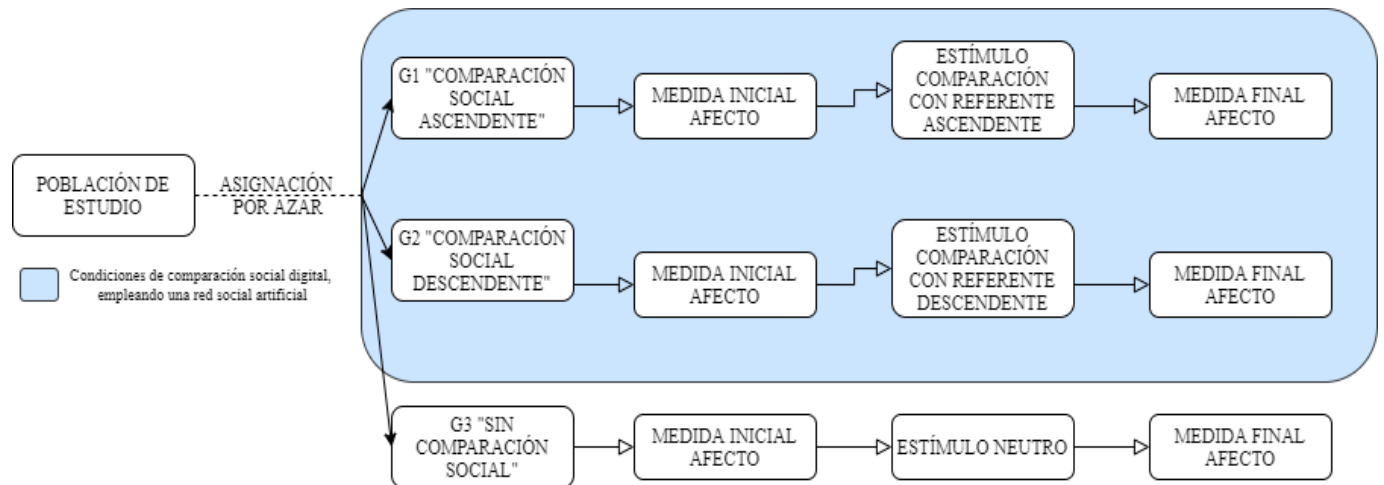 POBLACIÓN DE
ESTUDIO
ASIGNACIÓN
POR AZAR
Condiciones de comparación social digital,
empleando una red social artificial
G1 "COMPARACIÓN
SOCIAL
ASCENDENTE"
MEDIDA INICIAL
AFECTO
ESTÍMULO
COMPARACIÓN
CON REFERENTE
ASCENDENTE
MEDIDA FINAL
AFECTO
G2 "COMPARACIÓN
SOCIAL
DESCENDENTE"
MEDIDA INICIAL
AFECTO
ESTÍMULO
COMPARACIÓN
CON REFERENTE
DESCENDENTE
MEDIDA FINAL
AFECTO
G3 "SIN
COMPARACIÓN
SOCIAL"
MEDIDA INICIAL
AFECTO
ESTÍMULO NEUTRO
MEDIDA FINAL
AFECTO